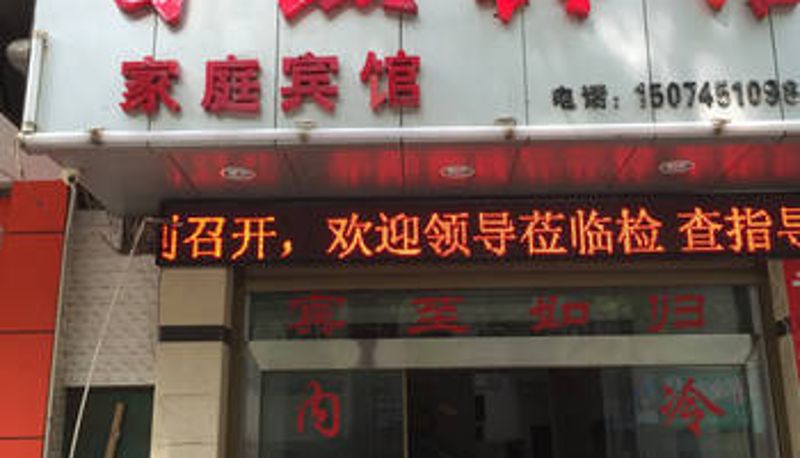 家庭宾馆
电话：1507451098
召开，欢迎领导莅临检 查指导
宾至如归
内 冷